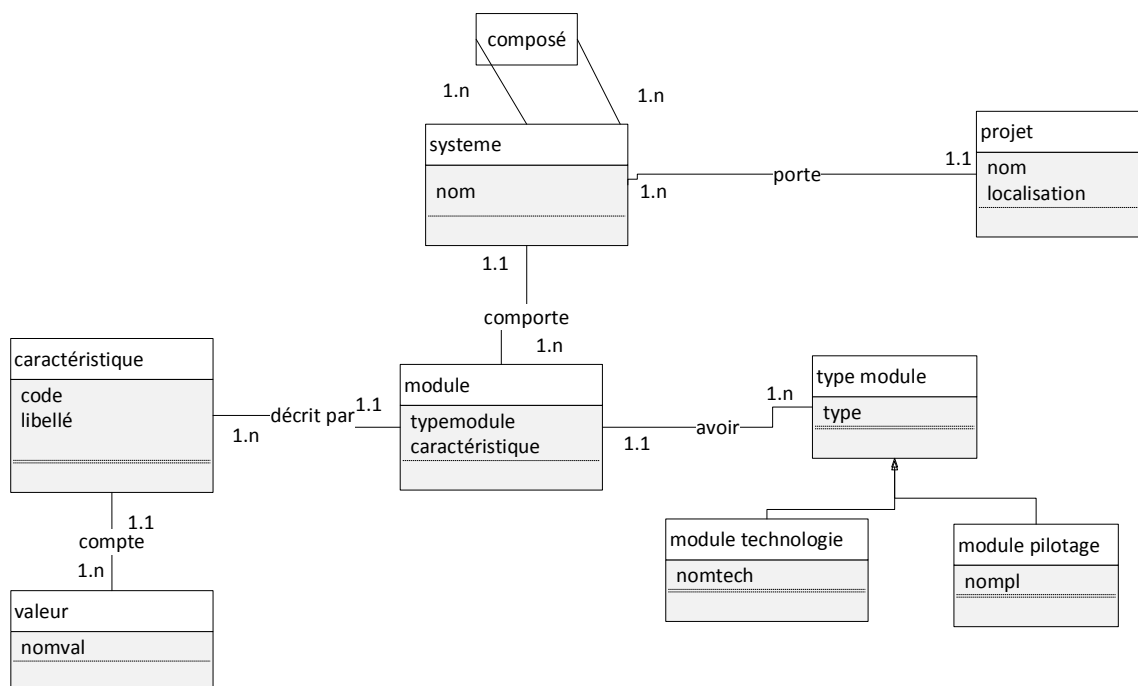 composé
1.n
1.n
systeme
nom
1.n
porte
1.1
projet
nom
localisation
1.1
comporte
1.n
caractéristique
code
libellé
1.n
décrit par
1.1
module
typemodule
caractéristique
1.1
avoir
1.n
type module
type
module technologie
nomtech
module pilotage
nompl
1.1
compte
1.n
valeur
nomval